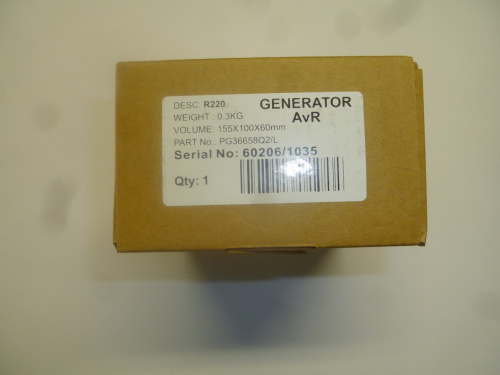 DESC. R220. GENERATOR
WEIGHT : 0.3KG AvR
VOLUME: 155X100X60mm
PART No.: PG36658Q2/L
Serial No: 60206/1035
Qty: 1